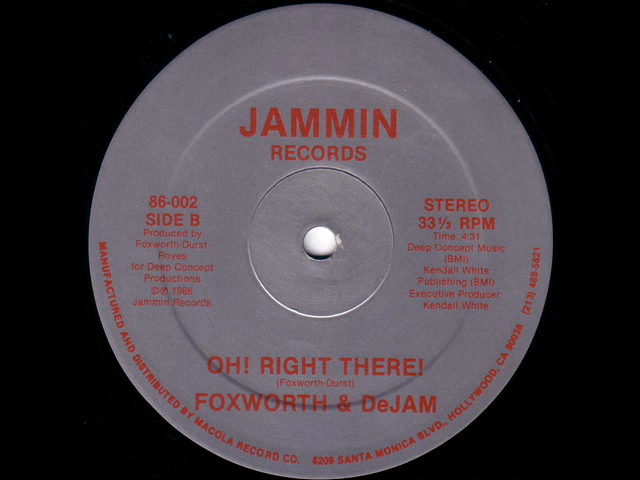 JAMMIN
RECORDS
86-002
SIDE B
Produced by
Foxworth-Durst
Royes
for Deep Concept
Productions
©℗ 1986
Jammin Records
STEREO
33 1/3 RPM
Time: 4:31
Deep Concept Music
(BMI)
Kendall White
Publishing (BMI)
Executive Producer:
Kendall White
OH! RIGHT THERE!
(Foxworth-Durst)
FOXWORTH & DeJAM
MANUFACTURED AND DISTRIBUTED BY MACOLA RECORD CO. 6209 SANTA MONICA BLVD., HOLLYWOOD, CA 90038 (213) 469-5821